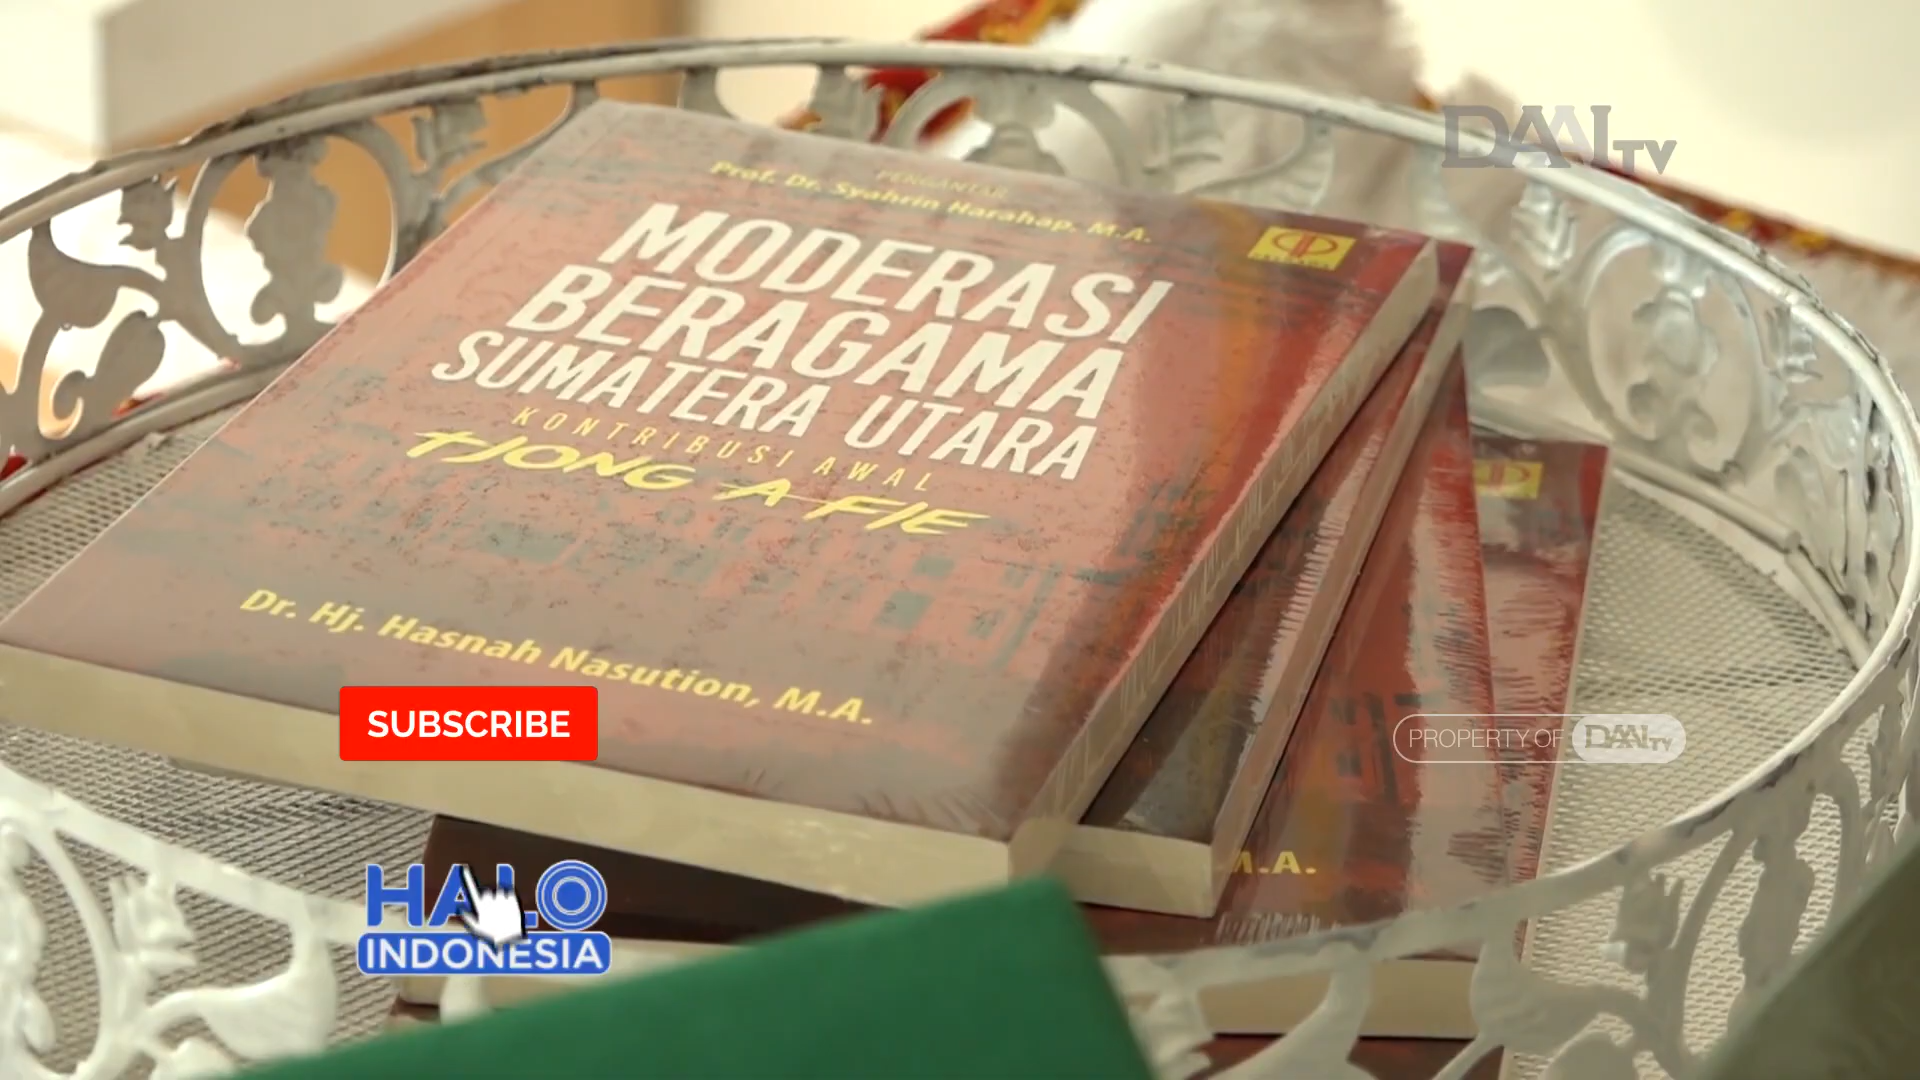 DAAI TV
PENGANTAR
Prof. Dr. Syahrin Harahap, M.A.
MODERASI
BERAGAMA
SUMATERA UTARA
KONTRIBUSI AWAL
TJONG A FIE
Dr. Hj. Hasnah Nasution, M.A.
SUBSCRIBE
PROPERTY OF DAAI TV
M.A.
HALO
INDONESIA